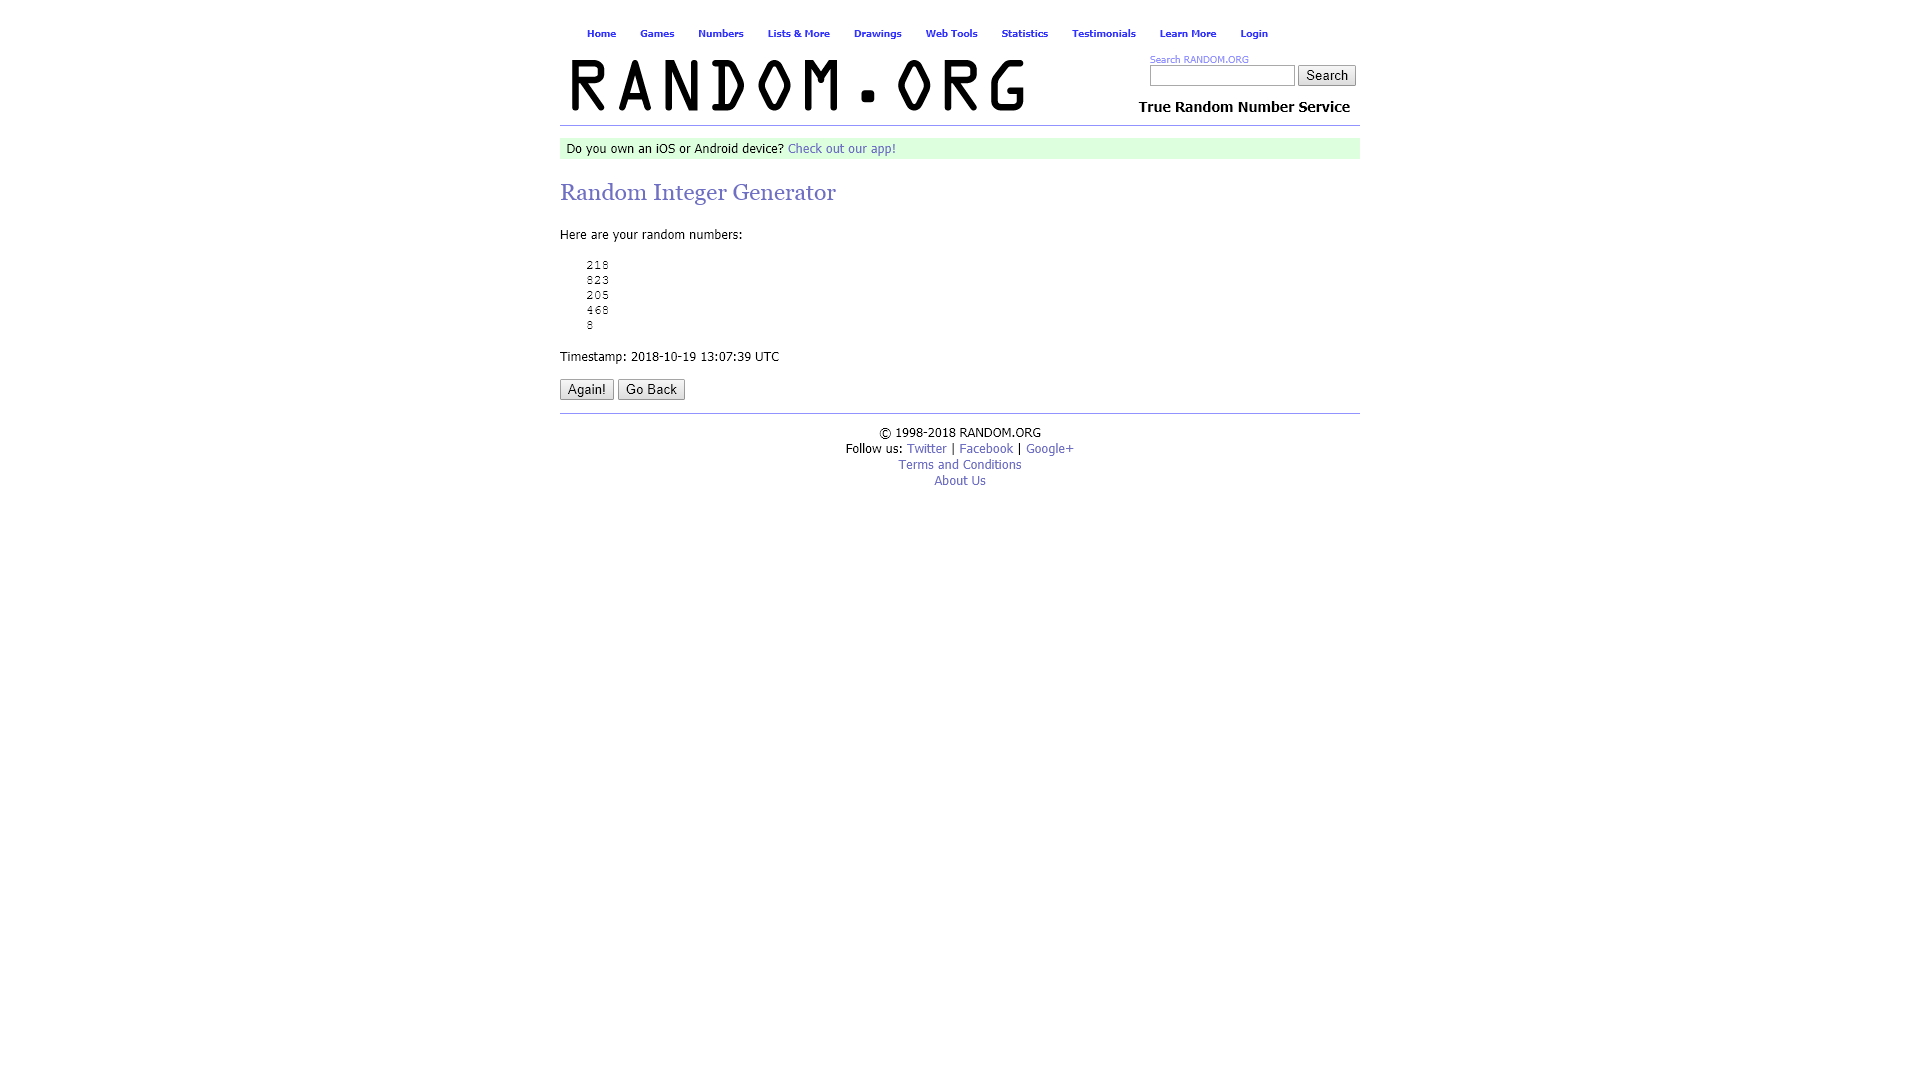 Home Games Numbers Lists & More Drawings Web Tools Statistics Testimonials Learn More Login
RANDOM.ORG
Search RANDOM.ORG
Search
True Random Number Service
Do you own an iOS or Android device? Check out our app!
Random Integer Generator
Here are your random numbers:
218
823
205
468
8
Timestamp: 2018-10-19 13:07:39 UTC
Again! Go Back
© 1998-2018 RANDOM.ORG
Follow us: Twitter | Facebook | Google+
Terms and Conditions
About Us